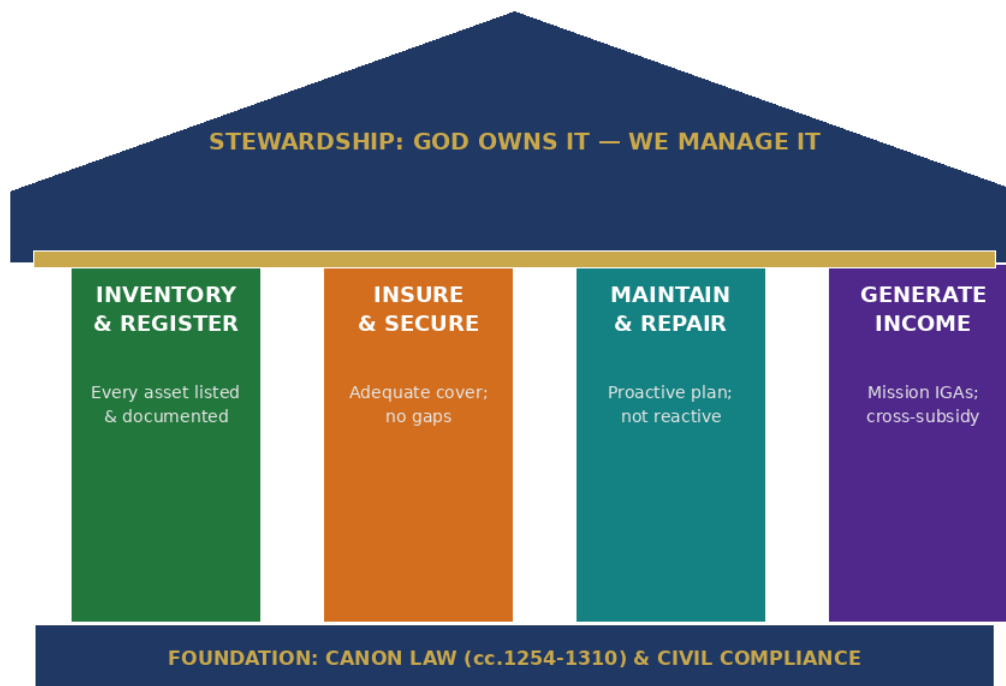 STEWARDSHIP: GOD OWNS IT — WE MANAGE IT
INVENTORY
& REGISTER
Every asset listed
& documented
INSURE
& SECURE
Adequate cover;
no gaps
MAINTAIN
& REPAIR
Proactive plan;
not reactive
GENERATE
INCOME
Mission IGAs;
cross-subsidy
FOUNDATION: CANON LAW (cc.1254-1310) & CIVIL COMPLIANCE